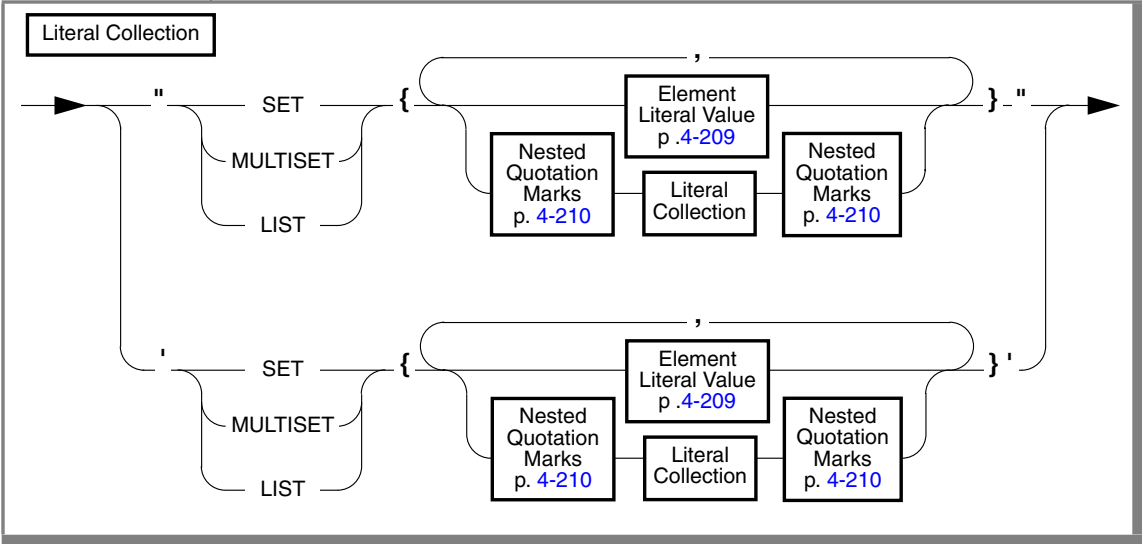 Literal Collection
,
" SET { Element Literal Value p .4-209 } "
MULTISET
LIST
Nested Quotation Marks p. 4-210
Literal Collection
Nested Quotation Marks p. 4-210
,
' SET { Element Literal Value p .4-209 } '
MULTISET
LIST
Nested Quotation Marks p. 4-210
Literal Collection
Nested Quotation Marks p. 4-210